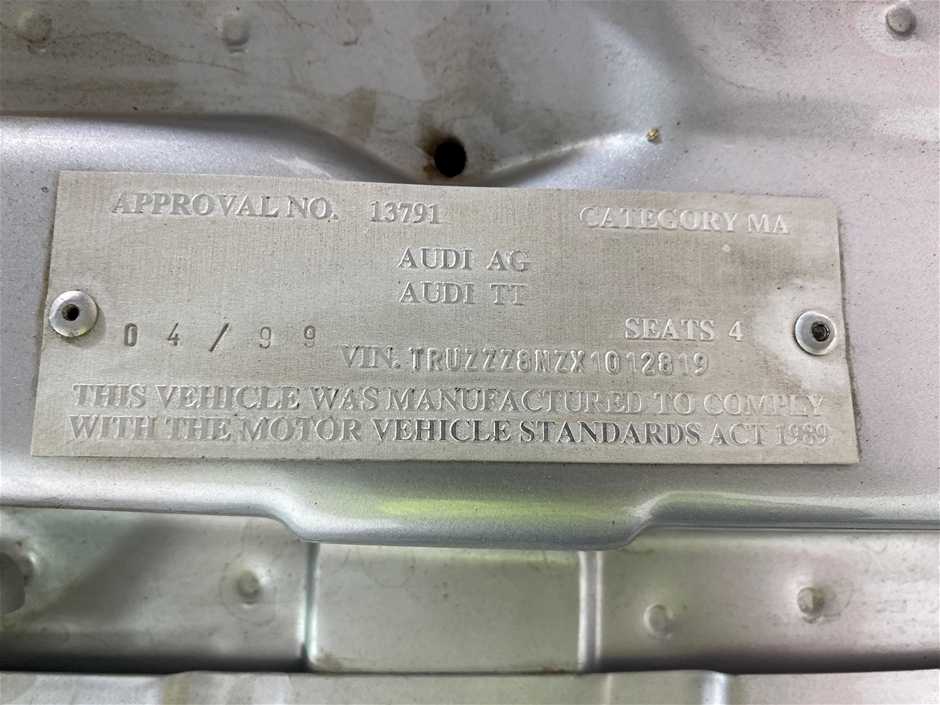 APPROVAL NO. 13791 CATEGORY MA
AUDI AG
AUDI TT
04/99 SEATS 4
VIN. TRUZZZ8NZX1012819
THIS VEHICLE WAS MANUFACTURED TO COMPLY
WITH THE MOTOR VEHICLE STANDARDS ACT 1989